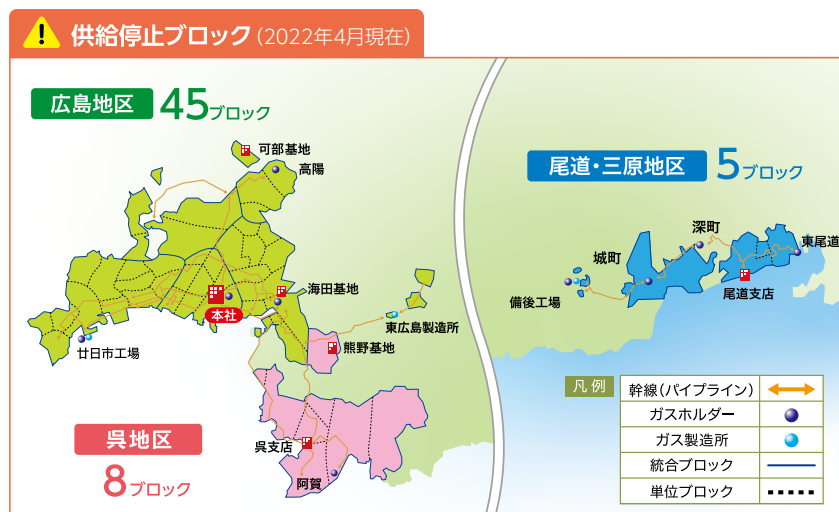 供給停止ブロック(2022年4月現在)
広島地区 45ブロック
尾道・三原地区 5ブロック
可部基地
高陽
深町
東尾道
城町
海田基地
尾道支店
備後工場
本社
東広島製造所
熊野基地
廿日市工場
凡例
幹線(パイプライン)
ガスホルダー
ガス製造所
統合ブロック
単位ブロック
呉地区
8ブロック
呉支店
阿賀